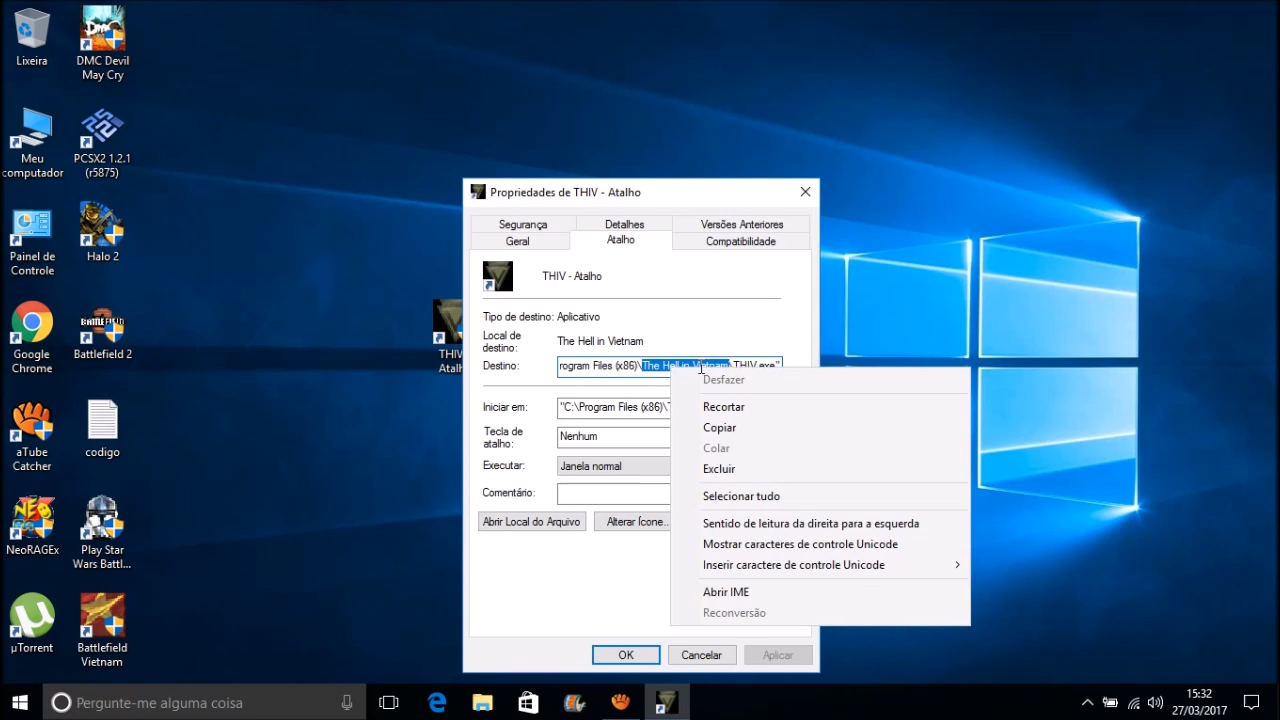 Lixeira
DMC Devil
May Cry
Meu
computador
PCSX2 1.2.1
(r5875)
Painel de
Controle
Halo 2
Google
Chrome
BATTLEFIELD
Battlefield 2
aTube
Catcher
codigo
NEO
NeoRAGEx
Play Star
Wars Battl...
µTorrent
Battlefield
Vietnam
THIV
Atalh
Propriedades de THIV - Atalho
Segurança
Detalhes
Versões Anteriores
Geral
Atalho
Compatibilidade
THIV - Atalho
Tipo de destino: Aplicativo
Local de
destino:
The Hell in Vietnam
Destino:
rogram Files (x86)\The Hell in Vietnam\THIV.exe"
Iniciar em:
"C:\Program Files (x86)\T
Tecla de
atalho:
Nenhum
Executar:
Janela normal
Comentário:
Abrir Local do Arquivo
Alterar Ícone...
OK
Cancelar
Aplicar
Desfazer
Recortar
Copiar
Colar
Excluir
Selecionar tudo
Sentido de leitura da direita para a esquerda
Mostrar caracteres de controle Unicode
Inserir caractere de controle Unicode
Abrir IME
Reconversão
Pergunte-me alguma coisa
15:32
27/03/2017